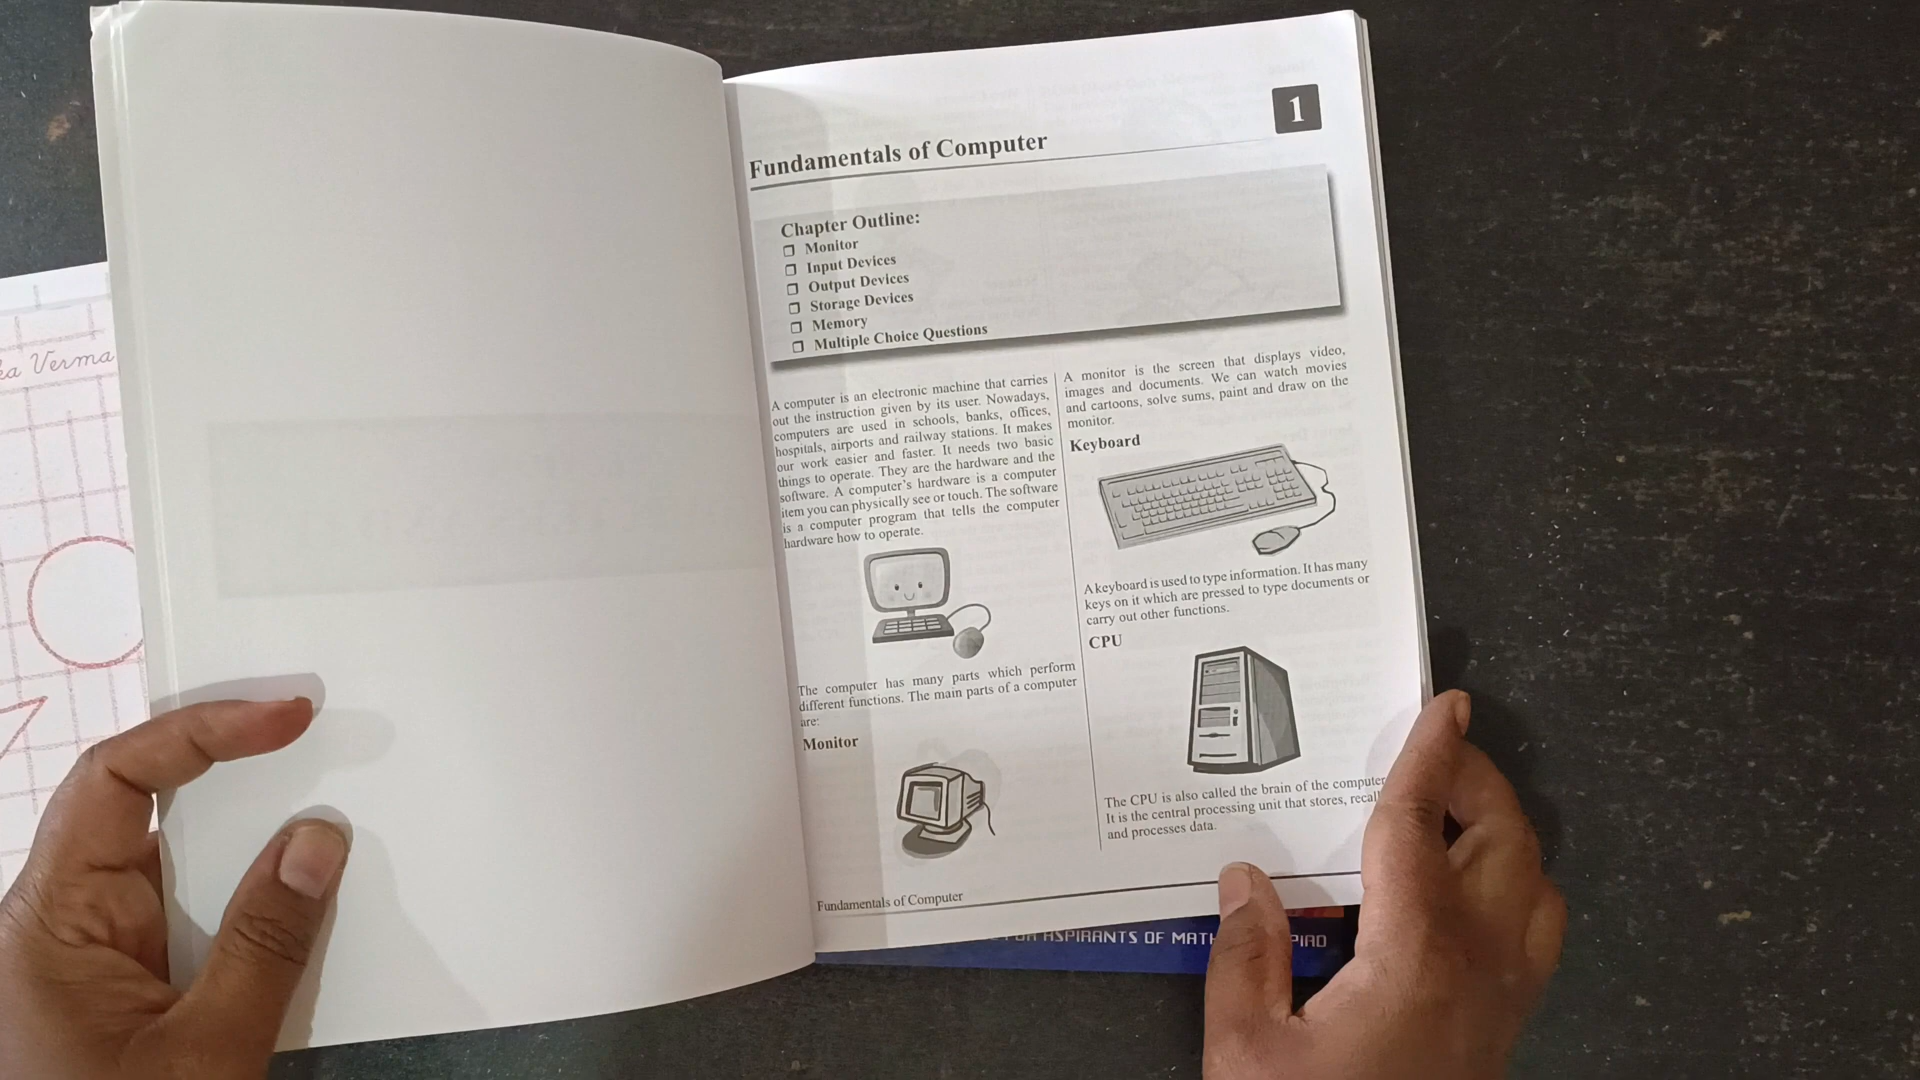 1
Fundamentals of Computer
Chapter Outline:
❐ Monitor
❐ Input Devices
❐ Output Devices
❐ Storage Devices
❐ Memory
❐ Multiple Choice Questions
A computer is an electronic machine that carries
out the instruction given by its user. Nowadays,
computers are used in schools, banks, offices,
hospitals, airports and railway stations. It makes
our work easier and faster. It needs two basic
things to operate. They are the hardware and the
software. A computer's hardware is a computer
item you can physically see or touch. The software
is a computer program that tells the computer
hardware how to operate.
The computer has many parts which perform
different functions. The main parts of a computer
are:
Monitor
A monitor is the screen that displays video,
images and documents. We can watch movies
and cartoons, solve sums, paint and draw on the
monitor.
Keyboard
A keyboard is used to type information. It has many
keys on it which are pressed to type documents or
carry out other functions.
CPU
The CPU is also called the brain of the computer
It is the central processing unit that stores, recall
and processes data.
Fundamentals of Computer
Verma
ASPIRANTS OF MATH